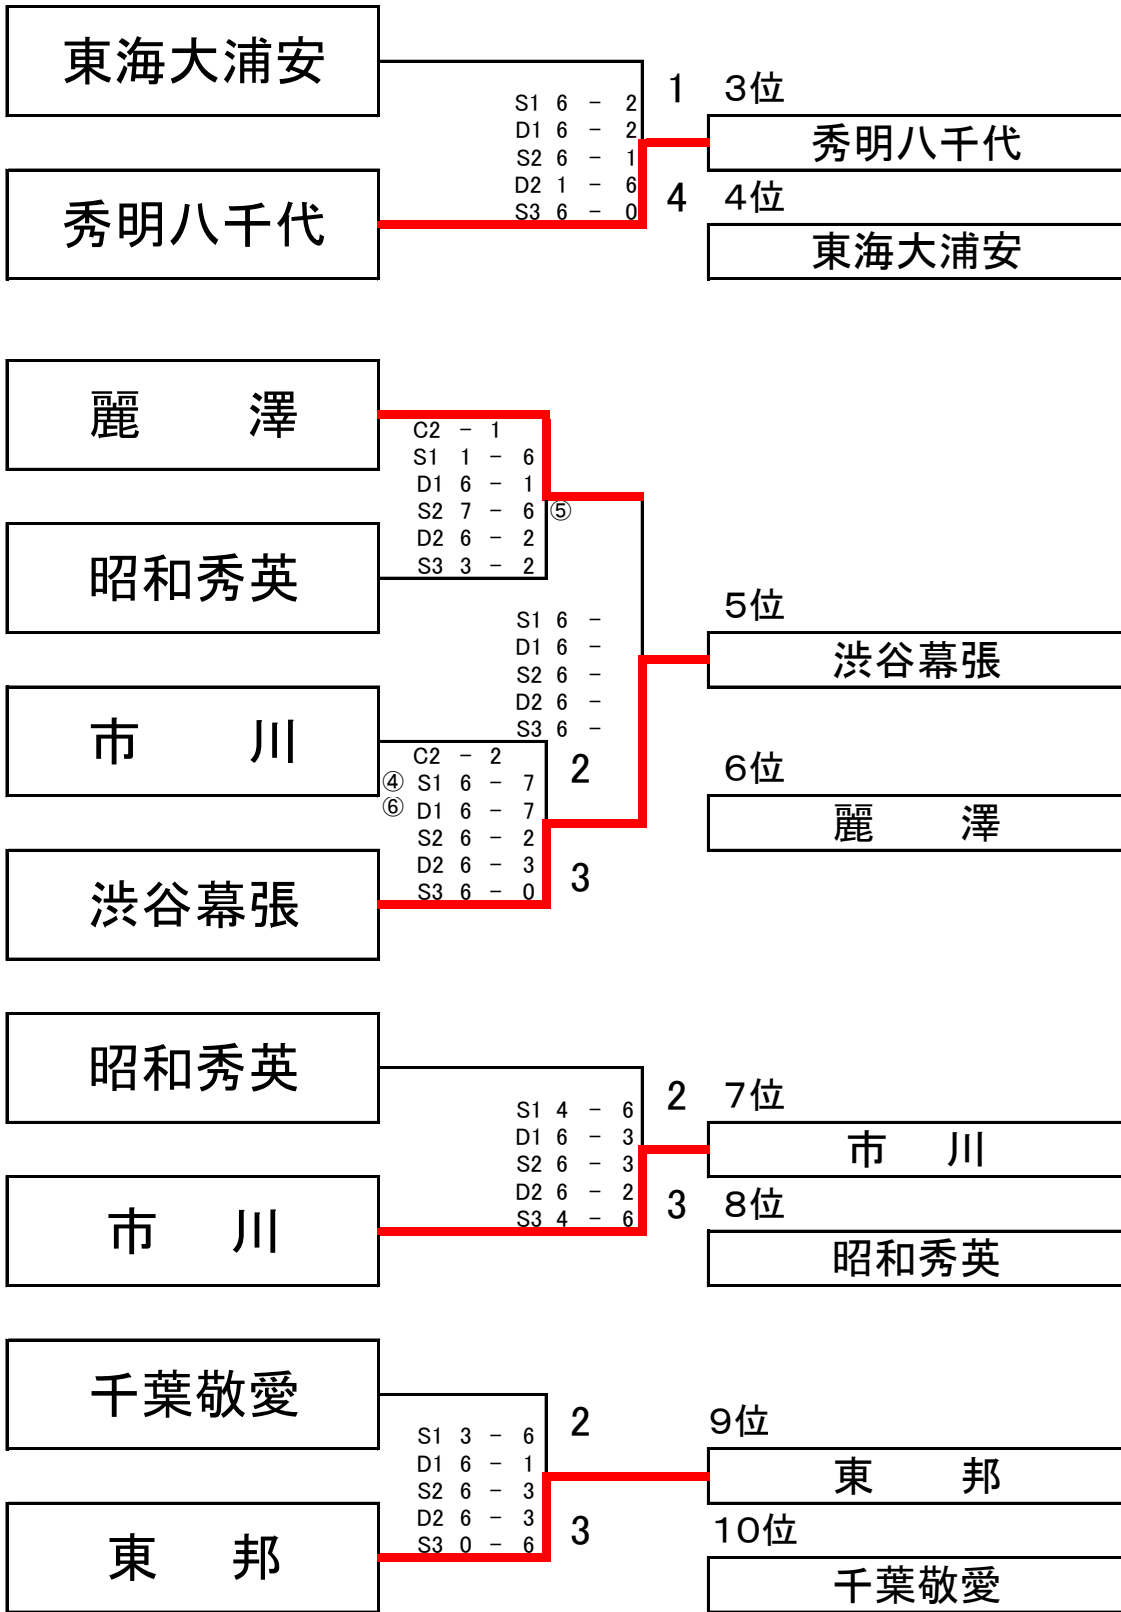 東海大浦安
1
3位
S1 6 - 2
D1 6 - 2
S2 6 - 1
D2 1 - 6
S3 6 - 0
秀明八千代
秀明八千代
4
4位
東海大浦安
麗 澤
C2 - 1
S1 1 - 6
D1 6 - 1
S2 7 - 6 ⑤
D2 6 - 2
S3 3 - 2
昭和秀英
S1 6 -
D1 6 -
S2 6 -
D2 6 -
S3 6 -
5位
渋谷幕張
市 川
C2 - 2
④ S1 6 - 7
⑥ D1 6 - 7
S2 6 - 2
D2 6 - 3
S3 6 - 0
2
3
6位
麗 澤
渋谷幕張
昭和秀英
2
7位
S1 4 - 6
D1 6 - 3
S2 6 - 3
D2 6 - 2
S3 4 - 6
市 川
市 川
3
8位
昭和秀英
千葉敬愛
2
9位
S1 3 - 6
D1 6 - 1
S2 6 - 3
D2 6 - 3
S3 0 - 6
東 邦
東 邦
3
10位
千葉敬愛